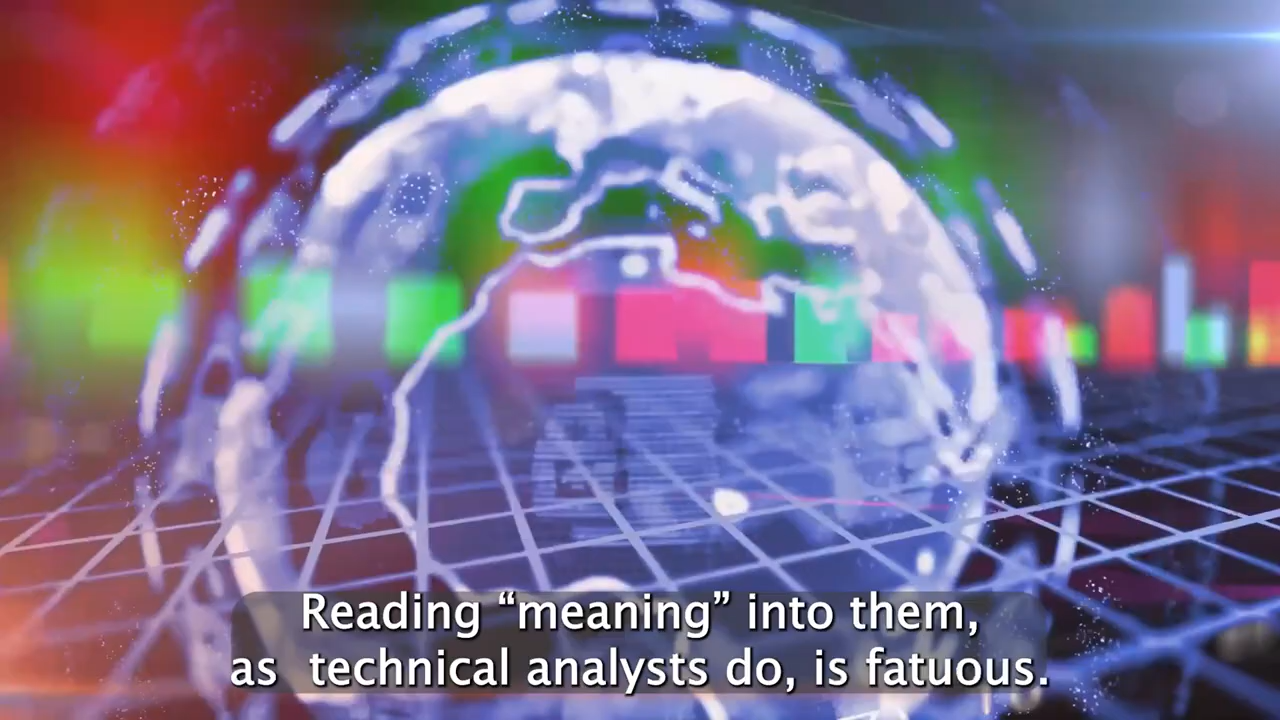 Reading “meaning” into them,
as  technical analysts do, is fatuous.